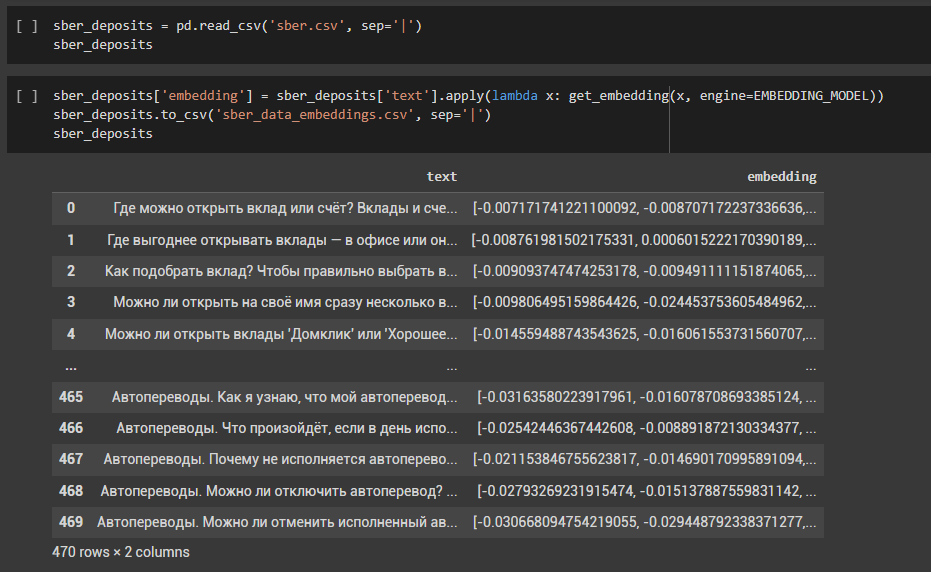 [ ] sber_deposits = pd.read_csv('sber.csv', sep='|')
sber_deposits
[ ] sber_deposits['embedding'] = sber_deposits['text'].apply(lambda x: get_embedding(x, engine=EMBEDDING_MODEL))
sber_deposits.to_csv('sber_data_embeddings.csv', sep='|')
sber_deposits
text embedding
0 Где можно открыть вклад или счёт? Вклады и сче... [-0.007171741221100092, -0.008707172237336636,...
1 Где выгоднее открывать вклады — в офисе или он... [-0.008761981502175331, 0.0006015222170390189,...
2 Как подобрать вклад? Чтобы правильно выбрать в... [-0.009093747474253178, -0.009491111151874065,...
3 Можно ли открыть на своё имя сразу несколько в... [-0.009806495159864426, -0.024453753605484962,...
4 Можно ли открыть вклады 'Домклик' или 'Хорошее... [-0.014559488743543625, -0.016061553731560707,...
... ... ...
465 Автопереводы. Как я узнаю, что мой автоперевод... [-0.03163580223917961, -0.016078708693385124, ...
466 Автопереводы. Что произойдёт, если в день испо... [-0.02542446367442608, -0.008891872130334377, ...
467 Автопереводы. Почему не исполняется автоперево... [-0.021153846755623817, -0.014690170995891094,...
468 Автопереводы. Можно ли отключить автоперевод? ... [-0.02793269231915474, -0.015137887559831142, ...
469 Автопереводы. Можно ли отменить исполненный ав... [-0.030668094754219055, -0.029448792338371277,...
470 rows × 2 columns